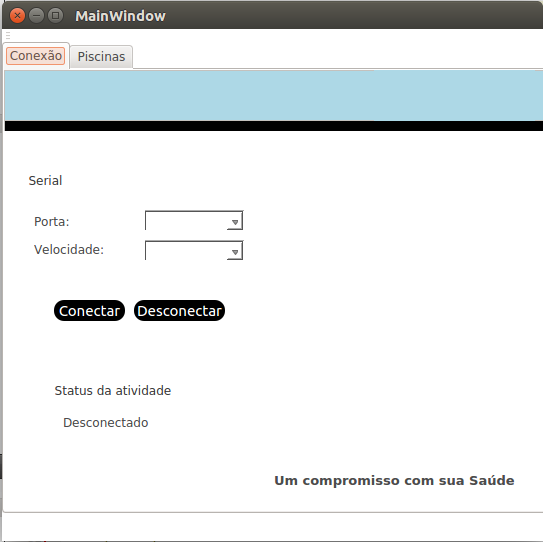 MainWindow
Conexão Piscinas
Serial
Porta:
Velocidade:
Conectar Desconectar
Status da atividade
Desconectado
Um compromisso com sua Saúde